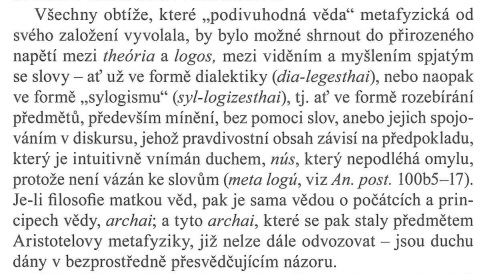 Všechny obtíže, které „podivuhodná věda“ metafyzická od
svého založení vyvolala, by bylo možné shrnout do přirozeného
napětí mezi theória a logos, mezi viděním a myšlením spjatým
se slovy – ať už ve formě dialektiky (dia-legesthai), nebo naopak
ve formě „sylogismu“ (syl-logizesthai), tj. ať ve formě rozebírání
předmětů, především mínění, bez pomoci slov, anebo jejich spojo-
váním v diskursu, jehož pravdivostní obsah závisí na předpokladu,
který je intuitivně vnímán duchem, nús, který nepodléhá omylu,
protože není vázán ke slovům (meta logú, viz An. post. 100b5–17).
Je-li filosofie matkou věd, pak je sama vědou o počátcích a prin-
cipech vědy, archai; a tyto archai, které se pak staly předmětem
Aristotelovy metafyziky, již nelze dále odvozovat – jsou duchu
dány v bezprostředně přesvědčujícím názoru.